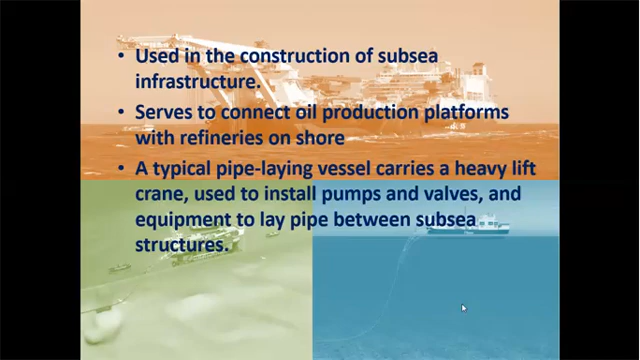 • Used in the construction of subsea
infrastructure.
• Serves to connect oil production platforms
with refineries on shore
• A typical pipe-laying vessel carries a heavy lift
crane, used to install pumps and valves, and
equipment to lay pipe between subsea
structures.